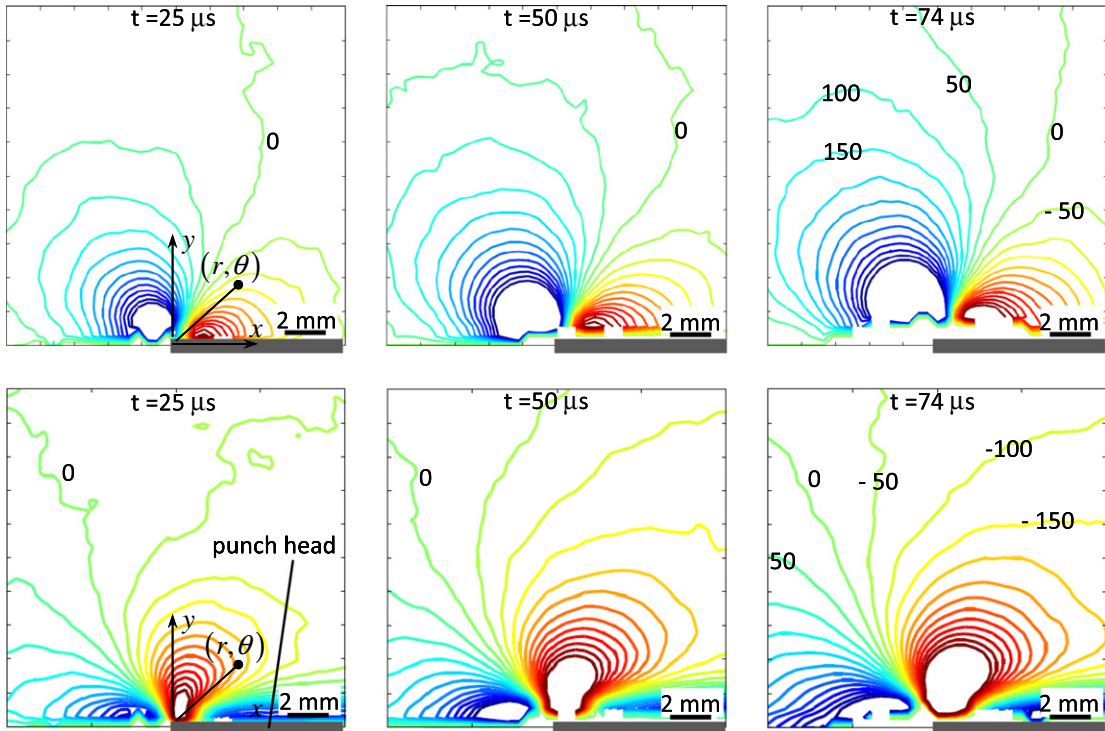 t =25 μs
0
y
(r,θ)
x
2 mm
t =50 μs
0
2 mm
t =74 μs
100
50
0
150
- 50
2 mm
t =25 μs
0
punch head
y
(r,θ)
x
2 mm
t =50 μs
0
2 mm
t =74 μs
-100
0
- 50
- 150
50
2 mm